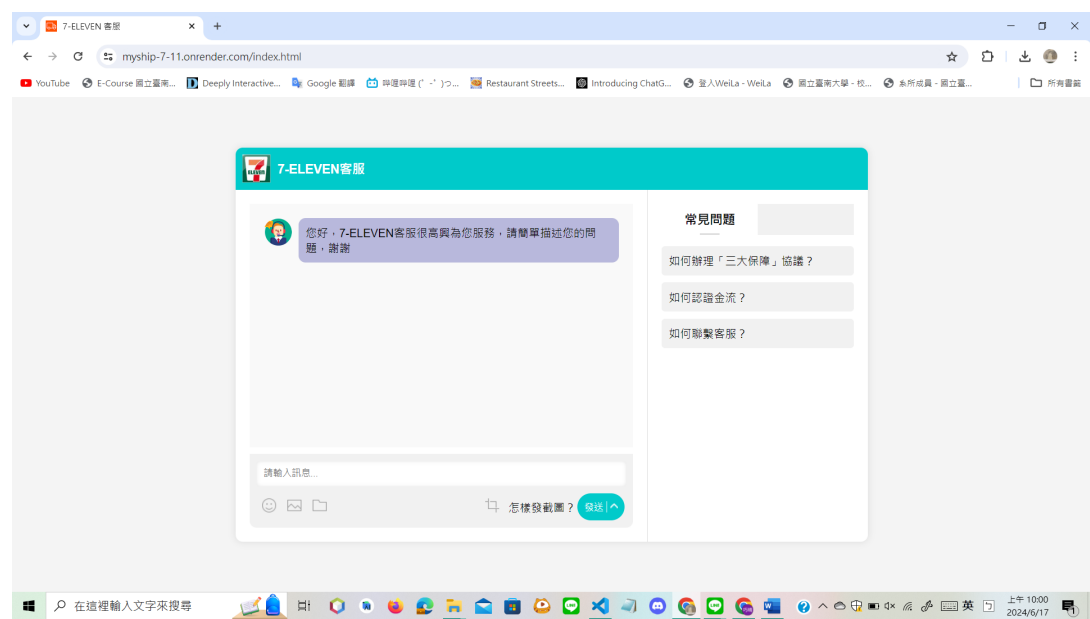 7-ELEVEN 客服
myship-7-11.onrender.com/index.html
YouTube
E-Course 國立臺南...
Deeply Interactive...
Google 翻譯
嗶哩嗶哩 (゜-゜)つ...
Restaurant Streets...
Introducing ChatG...
登入WeiLa - WeiLa
國立臺南大學 - 校...
系所成員 - 國立臺...
所有書籤
7-ELEVEN客服
您好,7-ELEVEN客服很高興為您服務,請簡單描述您的問
題,謝謝
常見問題
如何辦理「三大保障」協議?
如何認證金流?
如何聯繫客服?
請輸入訊息...
怎樣發截圖?
發送
在這裡輸入文字來搜尋
英
上午 10:00
2024/6/17